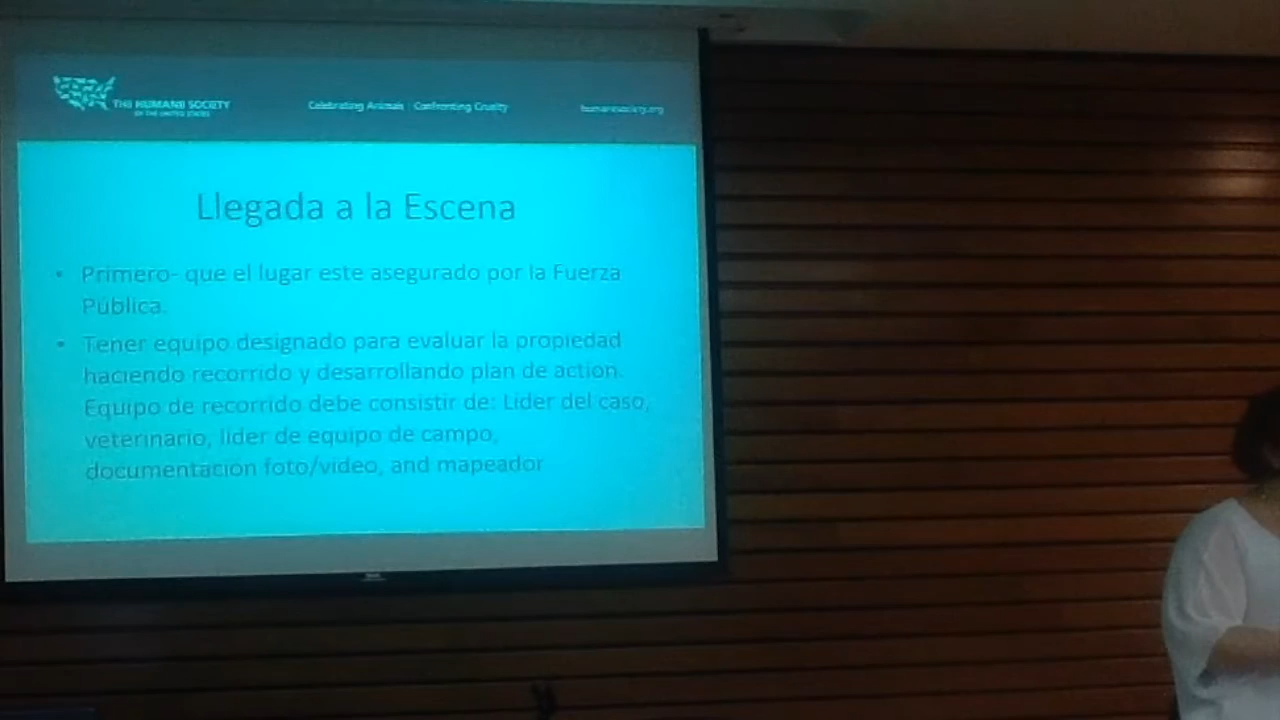 THE HUMANE SOCIETY
OF THE UNITED STATES
Celebrating Animals | Confronting Cruelty
humanesociety.org
Llegada a la Escena
• Primero- que el lugar este asegurado por la Fuerza
Pública.
• Tener equipo designado para evaluar la propiedad
haciendo recorrido y desarrollando plan de action.
Equipo de recorrido debe consistir de: Lider del caso,
veterinario, lider de equipo de campo,
documentación foto/video, and mapeador